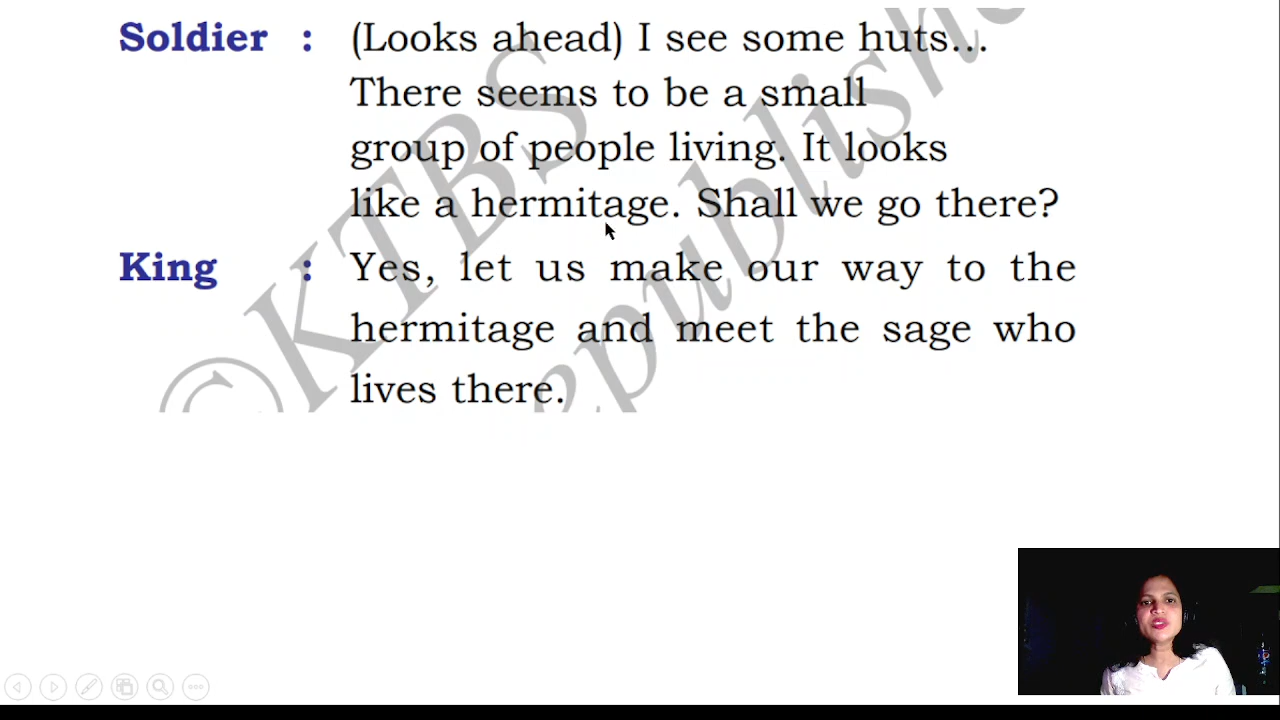 Soldier : (Looks ahead) I see some huts...
There seems to be a small
group of people living. It looks
like a hermitage. Shall we go there?
King : Yes, let us make our way to the
hermitage and meet the sage who
lives there.
©KTBS
republishe